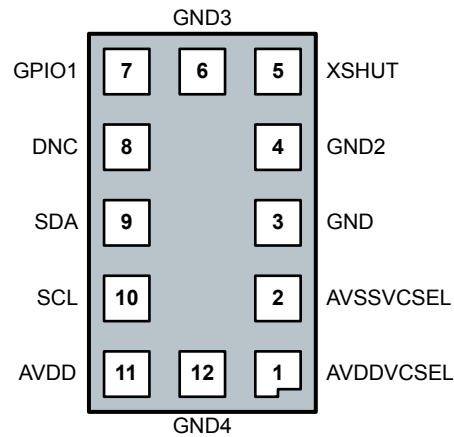 GND3
GPIO1 7 6 5 XSHUT
DNC 8 4 GND2
SDA 9 3 GND
SCL 10 2 AVSSVCSEL
AVDD 11 12 1 AVDDVCSEL
GND4